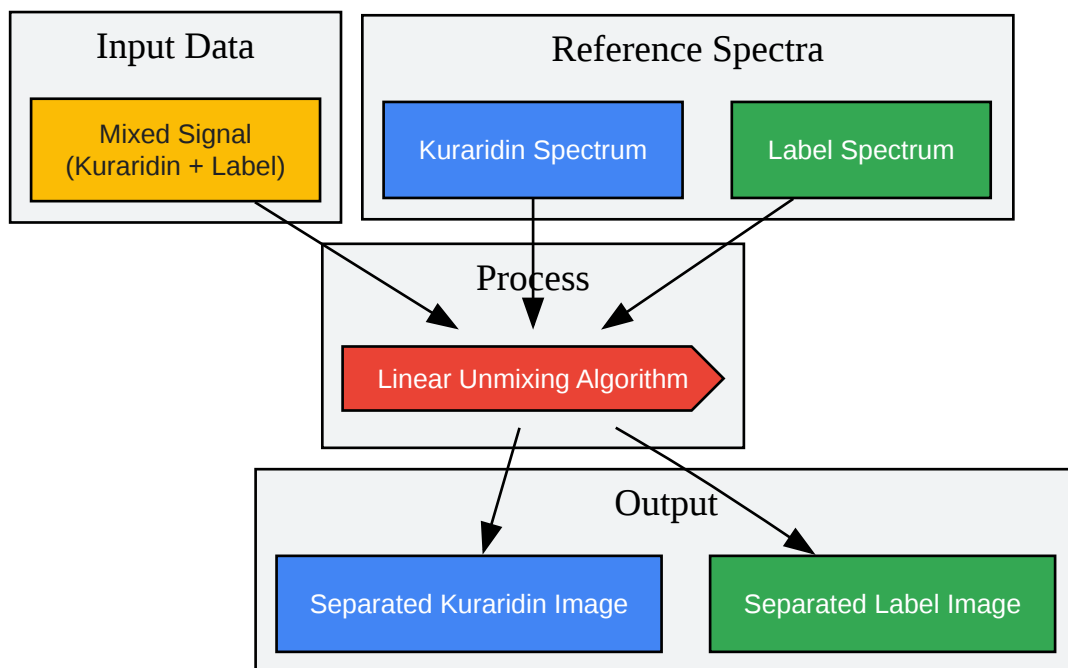 Input Data
Mixed Signal
(Kuraridin + Label)
Reference Spectra
Kuraridin Spectrum
Label Spectrum
Process
Linear Unmixing Algorithm
Output
Separated Kuraridin Image
Separated Label Image